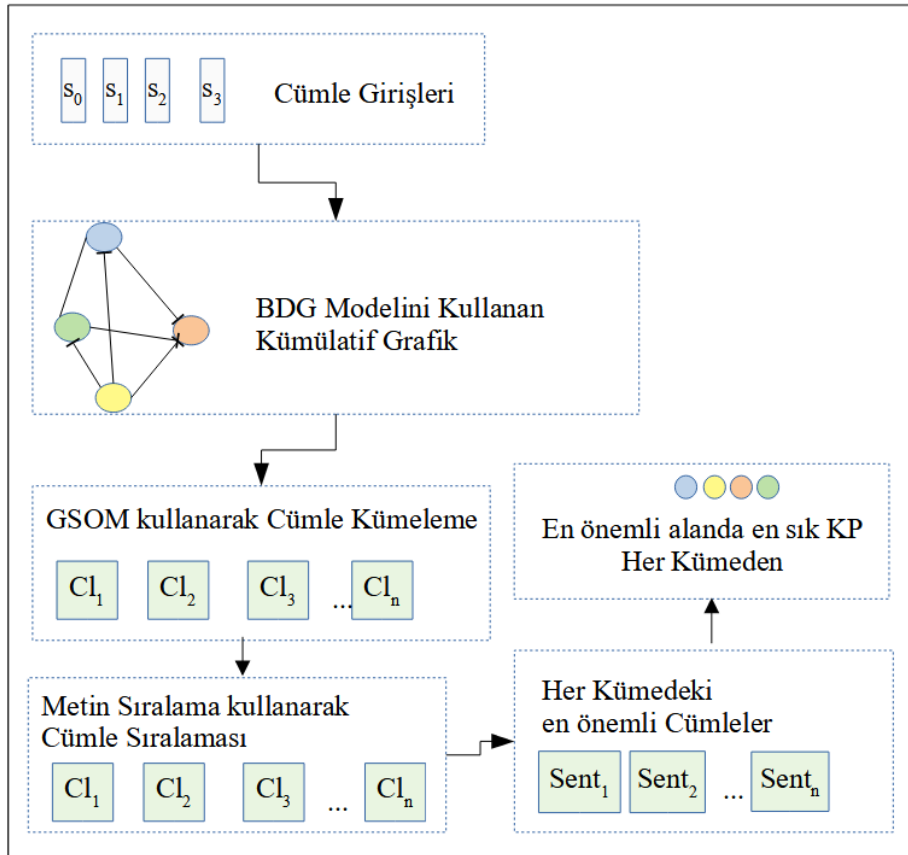 s0 s1 s2 s3 Cümle Girişleri
BDG Modelini Kullanan
Kümülatif Grafik
GSOM kullanarak Cümle Kümeleme
Cl1 Cl2 Cl3 ... Cln
Metin Sıralama kullanarak
Cümle Sıralaması
Cl1 Cl2 Cl3 ... Cln
Her Kümedeki
en önemli Cümleler
Sent1 Sent2 ... Sentn
En önemli alanda en sık KP
Her Kümeden